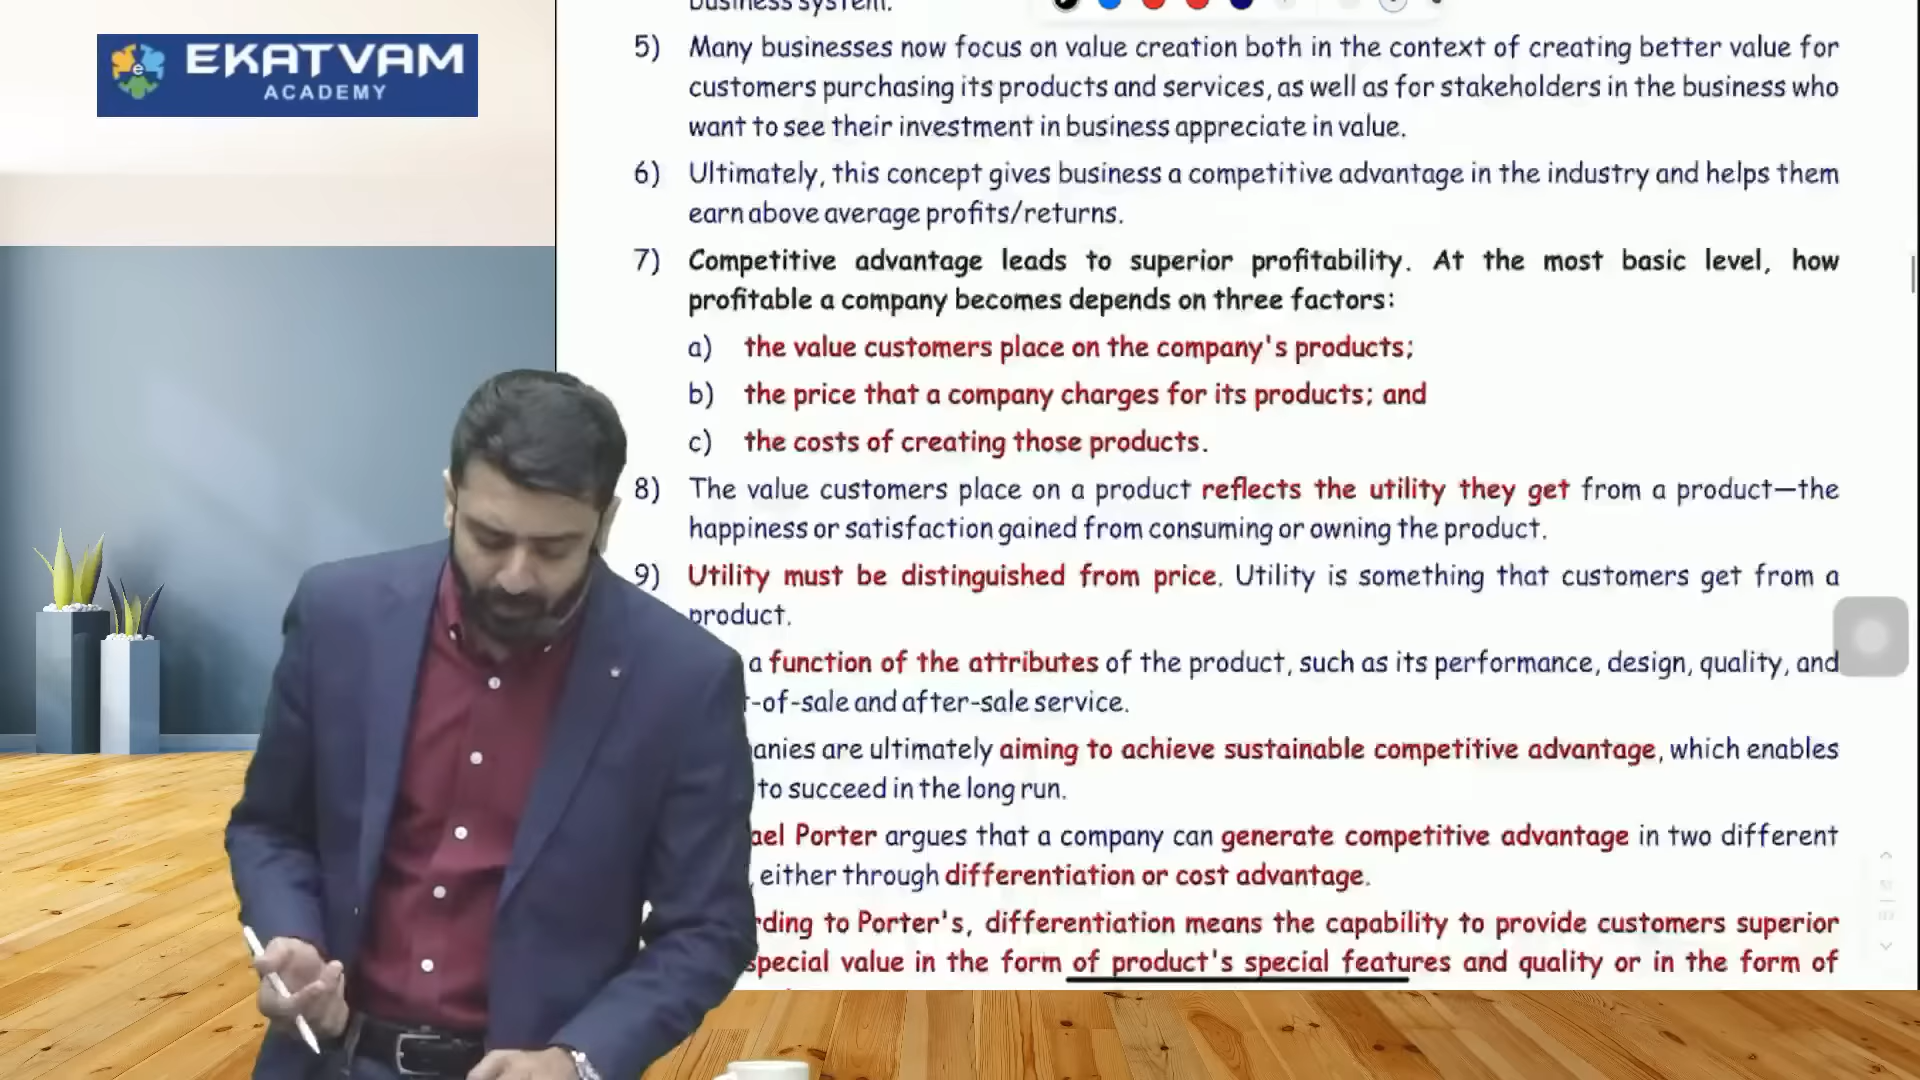 EKATVAM
ACADEMY
business system.
5) Many businesses now focus on value creation both in the context of creating better value for
customers purchasing its products and services, as well as for stakeholders in the business who
want to see their investment in business appreciate in value.
6) Ultimately, this concept gives business a competitive advantage in the industry and helps them
earn above average profits/returns.
7) Competitive advantage leads to superior profitability. At the most basic level, how
profitable a company becomes depends on three factors:
a) the value customers place on the company's products;
b) the price that a company charges for its products; and
c) the costs of creating those products.
8) The value customers place on a product reflects the utility they get from a product—the
happiness or satisfaction gained from consuming or owning the product.
9) Utility must be distinguished from price. Utility is something that customers get from a
product.
a function of the attributes of the product, such as its performance, design, quality, and
-of-sale and after-sale service.
anies are ultimately aiming to achieve sustainable competitive advantage, which enables
to succeed in the long run.
ael Porter argues that a company can generate competitive advantage in two different
, either through differentiation or cost advantage.
rding to Porter's, differentiation means the capability to provide customers superior
special value in the form of product's special features and quality or in the form of